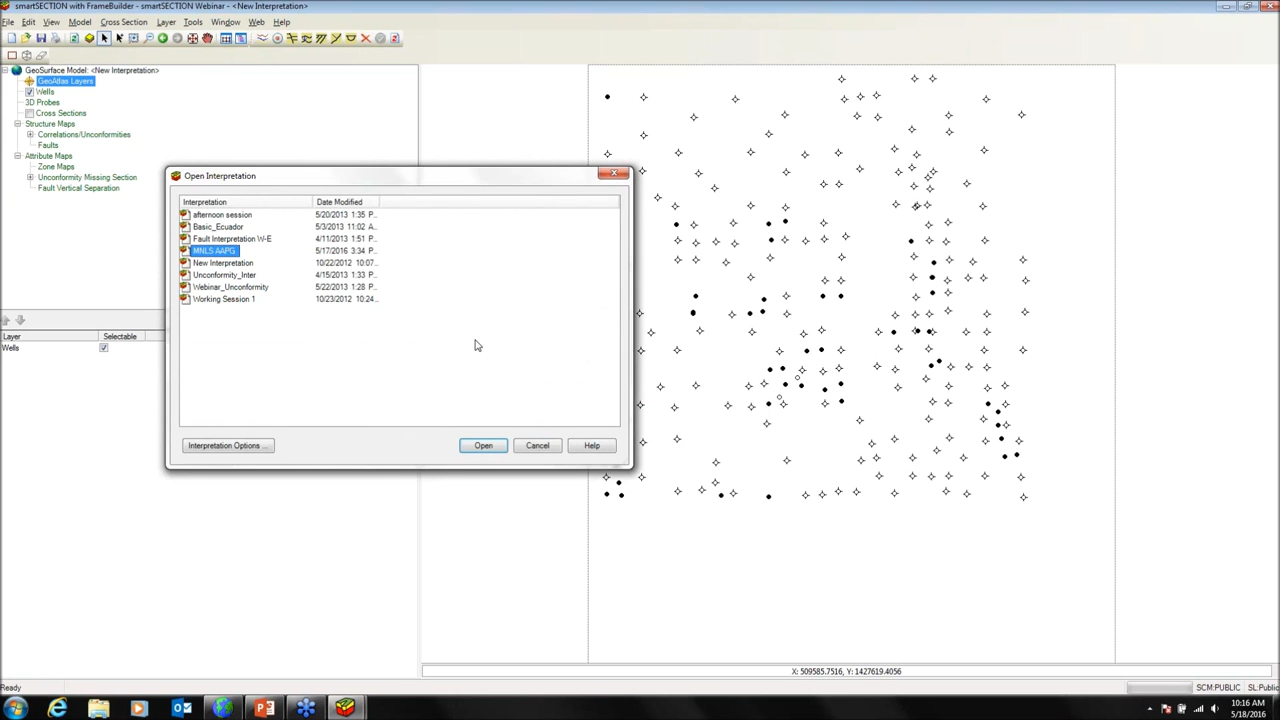 smartSECTION with FrameBuilder - smartSECTION Webinar - <New Interpretation>
File Edit View Model Cross Section Layer Tools Window Web Help
GeoSurface Model: <New Interpretation>
GeoAtlas Layers
Wells
3D Probes
Cross Sections
Structure Maps
Correlations/Unconformities
Faults
Attribute Maps
Zone Maps
Unconformity Missing Section
Fault Vertical Separation
Open Interpretation
Interpretation Date Modified
afternoon session 5/20/2013 1:35 P...
Basic_Ecuador 5/3/2013 11:02 A...
Fault Interpretation W-E 4/11/2013 1:51 P...
MNLS AAPG 5/17/2016 3:34 P...
New Interpretation 10/22/2012 10:07...
Unconformity_Inter 4/15/2013 1:33 P...
Webinar_Unconformity 5/22/2013 1:28 P...
Working Session 1 10/23/2012 10:24...
Interpretation Options ... Open Cancel Help
Layer Selectable
Wells
X: 509585.7516, Y: 1427619.4056
Ready SCM:PUBLIC SL:Public
10:16 AM
5/18/2016